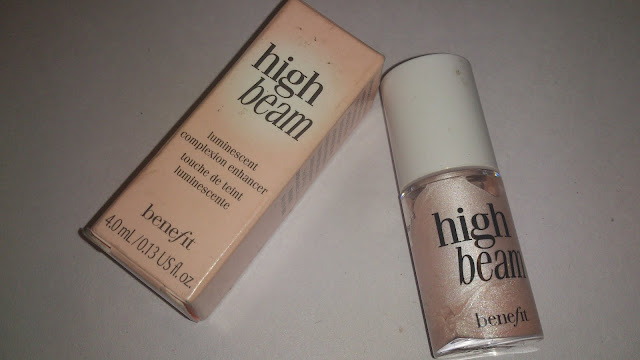 high
beam
luminescent
complexion enhancer
touche de teint
luminescente
benefit
4.0 mL/0.13 US fl. oz.
high
beam
benefit